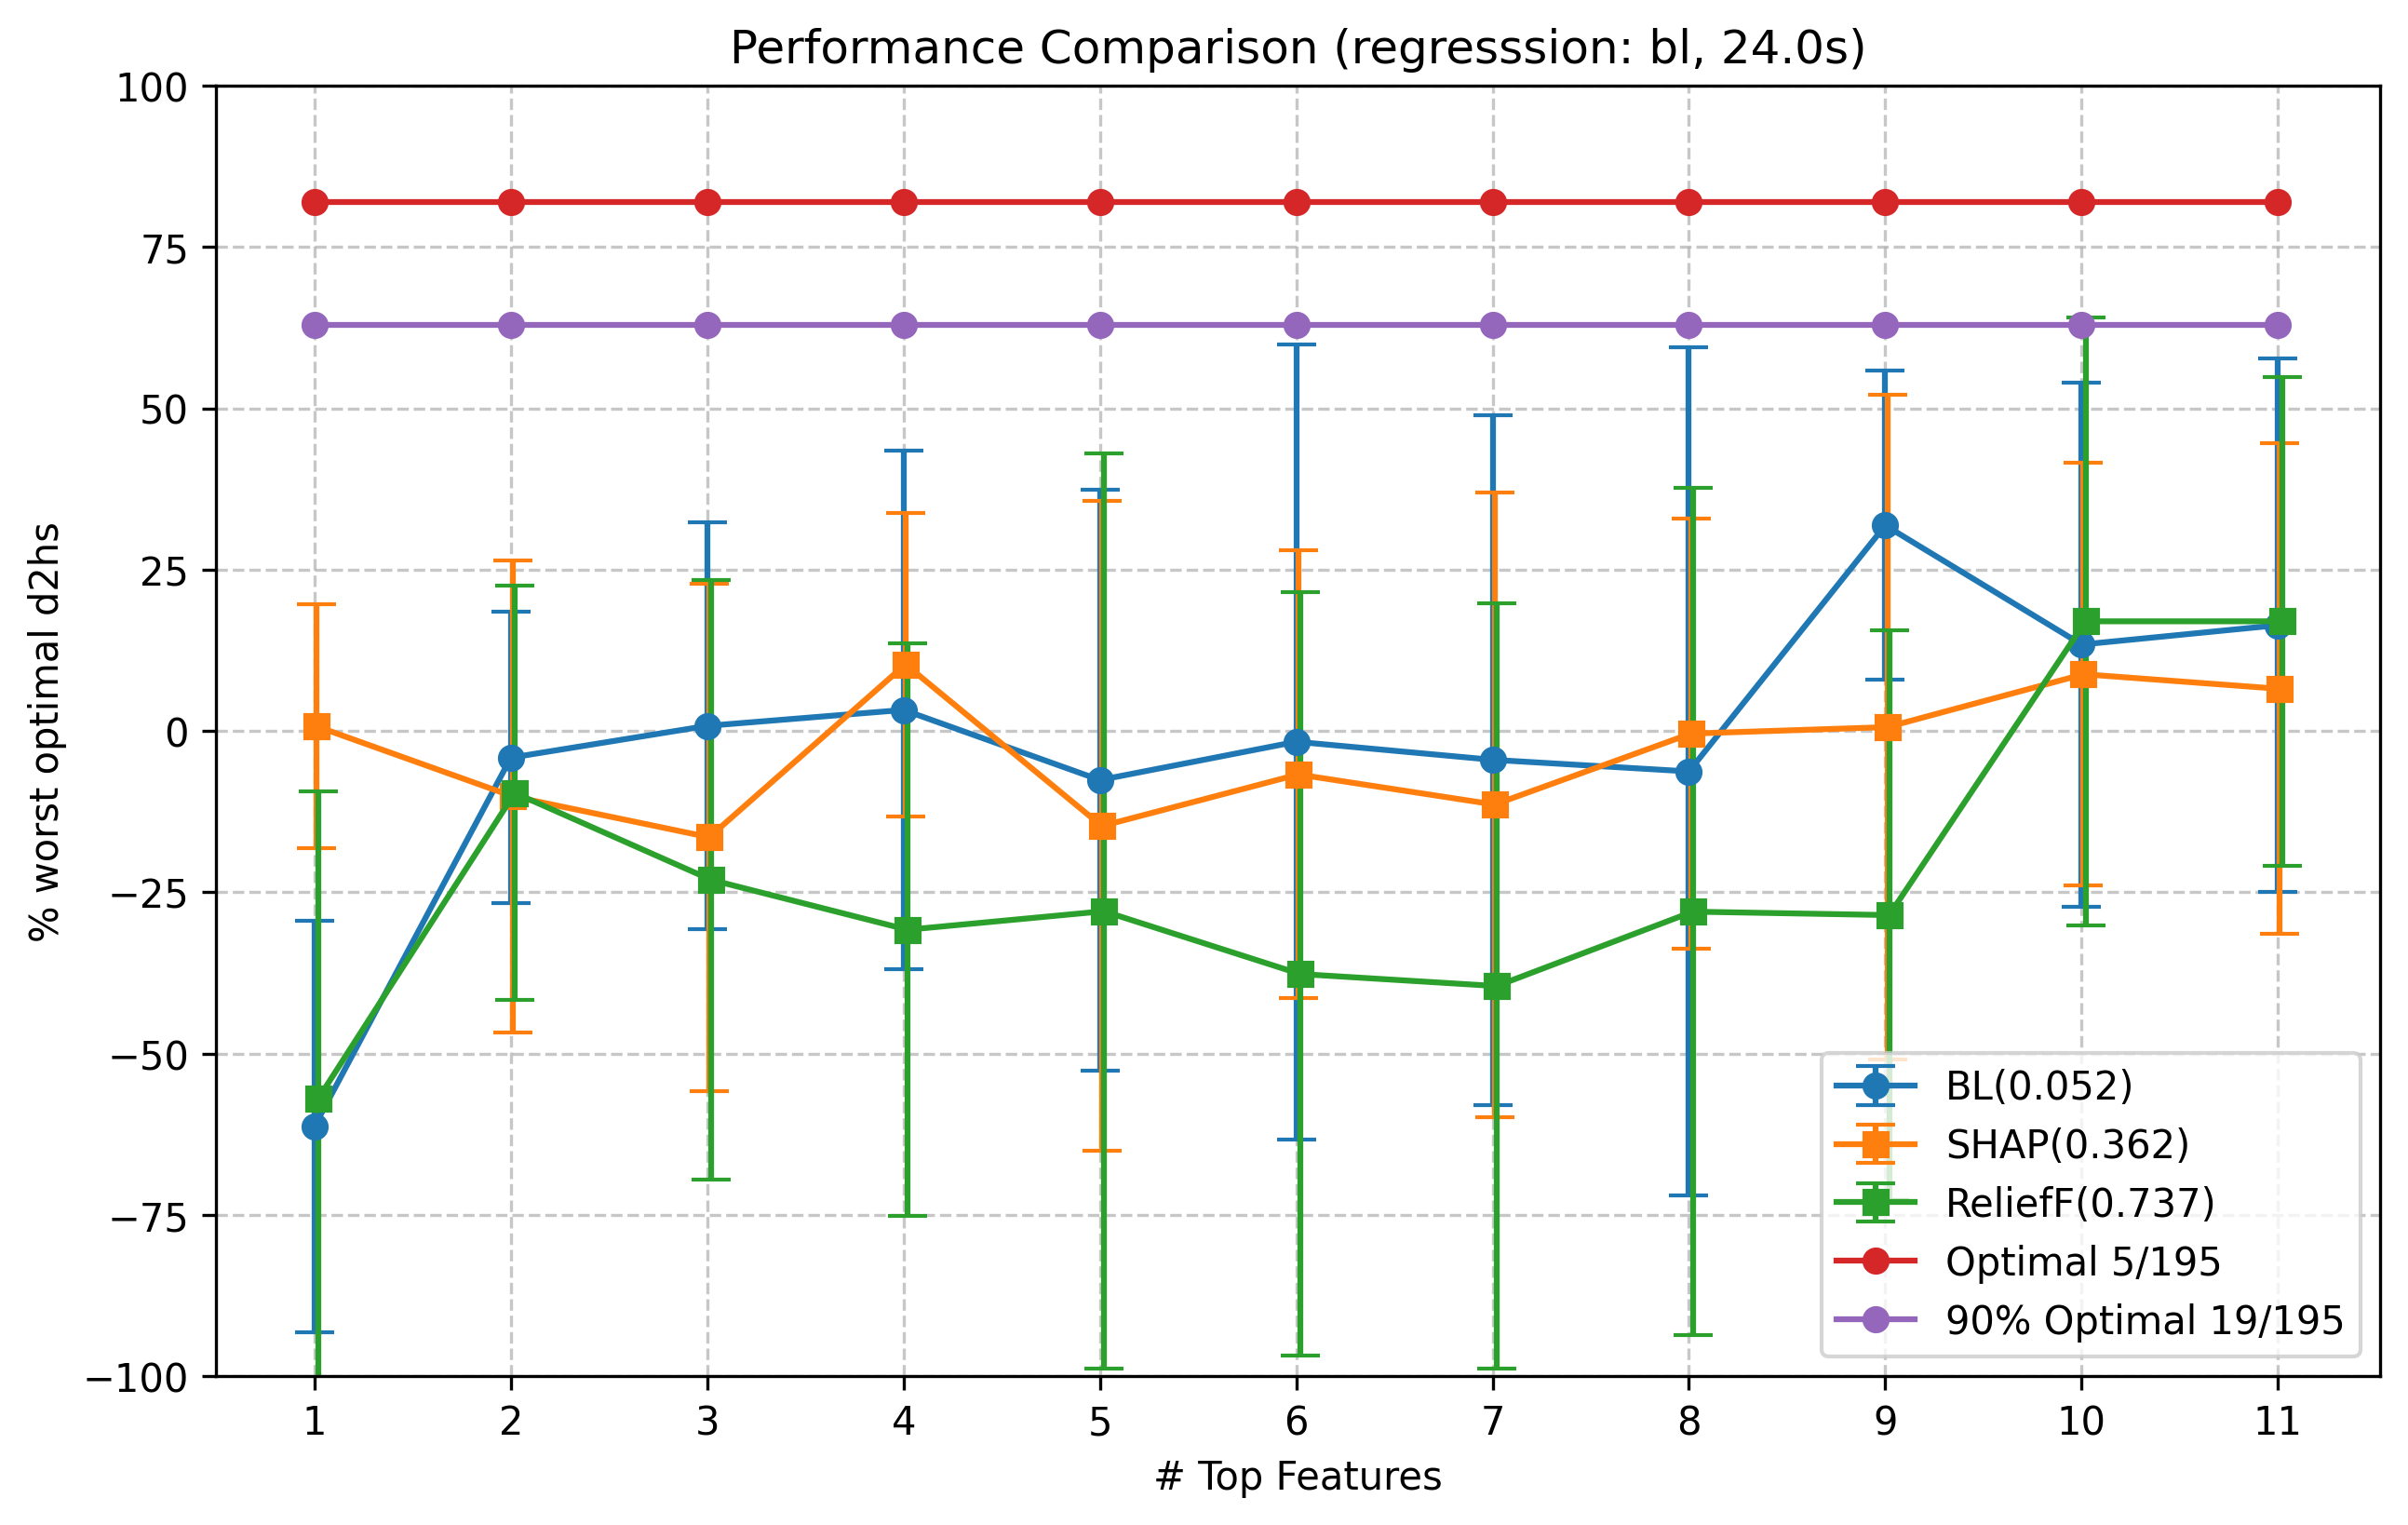 Performance Comparison (regresssion: bl, 24.0s)
% worst optimal d2hs
100
75
50
25
0
−25
−50
−75
−100
BL(0.052)
SHAP(0.362)
ReliefF(0.737)
Optimal 5/195
90% Optimal 19/195
1 2 3 4 5 6 7 8 9 10 11
# Top Features